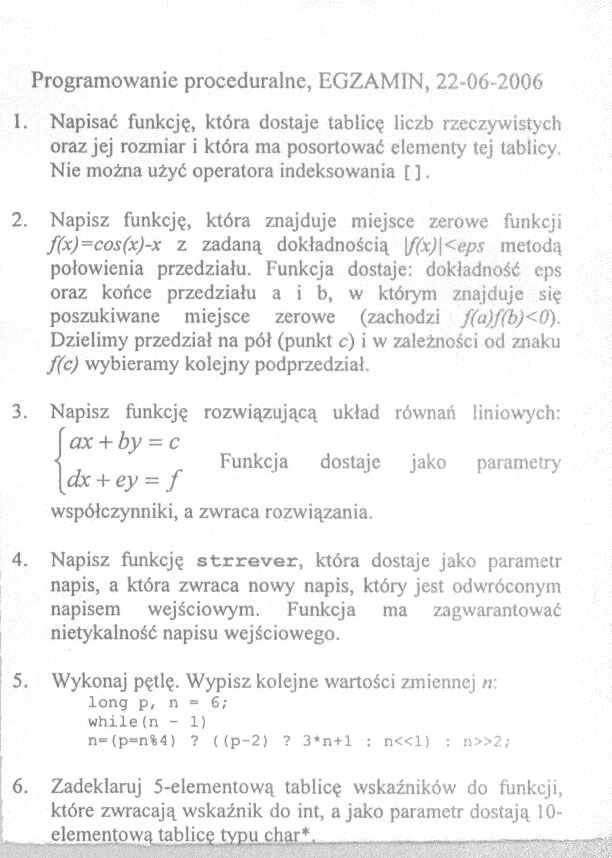 Programowanie proceduralne, EGZAMIN, 22-06-2006
1. Napisać funkcję, która dostaje tablicę liczb rzeczywistych
oraz jej rozmiar i która ma posortować elementy tej tablicy.
Nie można użyć operatora indeksowania [ ].
2. Napisz funkcję, która znajduje miejsce zerowe funkcji
f(x)=cos(x)-x z zadaną dokładnością |f(x)|<eps metodą
połowienia przedziału. Funkcja dostaje: dokładność eps
oraz końce przedziału a i b, w którym znajduje się
poszukiwane miejsce zerowe (zachodzi f(a)f(b)<0).
Dzielimy przedział na pół (punkt c) i w zależności od znaku
f(c) wybieramy kolejny podprzedział.
3. Napisz funkcję rozwiązującą układ równań liniowych:
ax + by = c
dx + ey = f
Funkcja dostaje jako parametry
współczynniki, a zwraca rozwiązania.
4. Napisz funkcję strrever, która dostaje jako parametr
napis, a która zwraca nowy napis, który jest odwróconym
napisem wejściowym. Funkcja ma zagwarantować
nietykalność napisu wejściowego.
5. Wykonaj pętlę. Wypisz kolejne wartości zmiennej n:
long p, n = 6;
while(n - 1)
n=(p=n%4) ? ((p-2) ? 3*n+1 : n<<1) : n>>2;
6. Zadeklaruj 5-elementową tablicę wskaźników do funkcji,
które zwracają wskaźnik do int, a jako parametr dostają 10-
elementową tablicę typu char*.